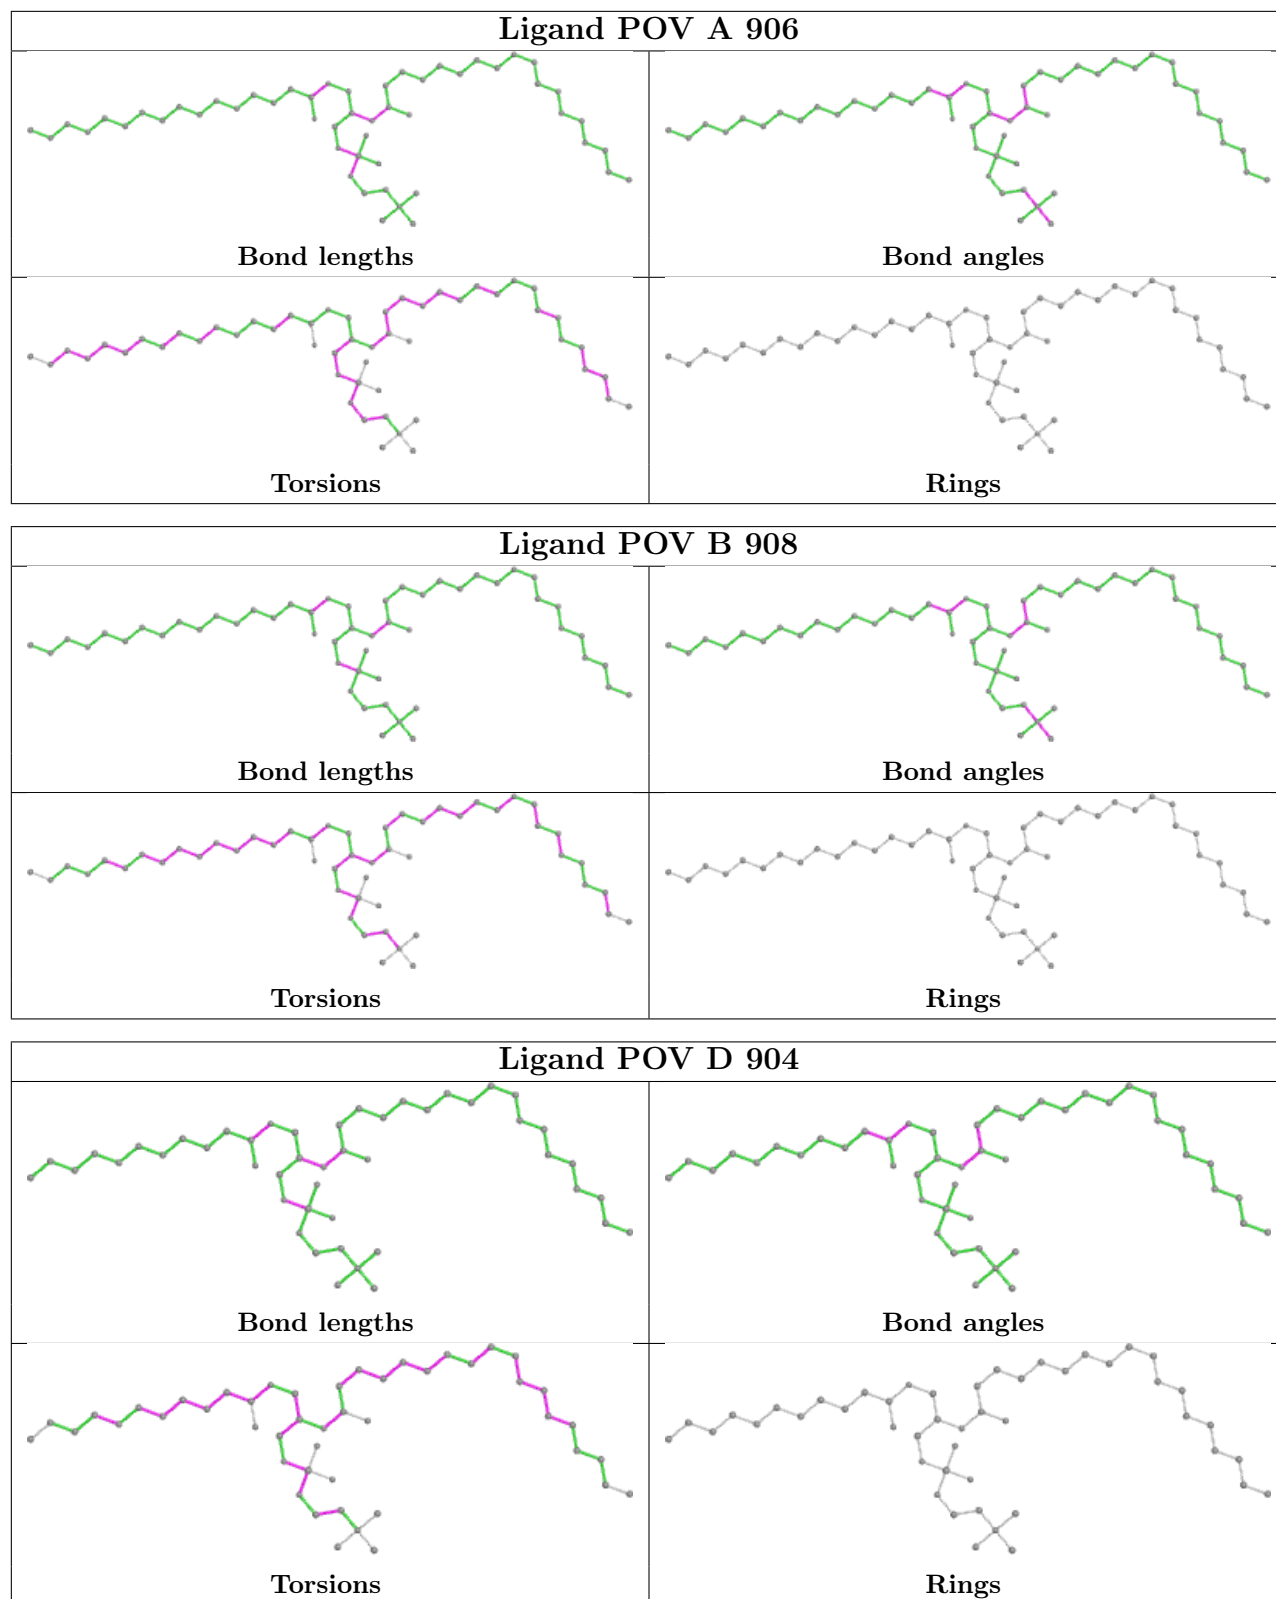 Ligand POV A 906
Bond lengths
Bond angles
Torsions
Rings
Ligand POV B 908
Bond lengths
Bond angles
Torsions
Rings
Ligand POV D 904
Bond lengths
Bond angles
Torsions
Rings